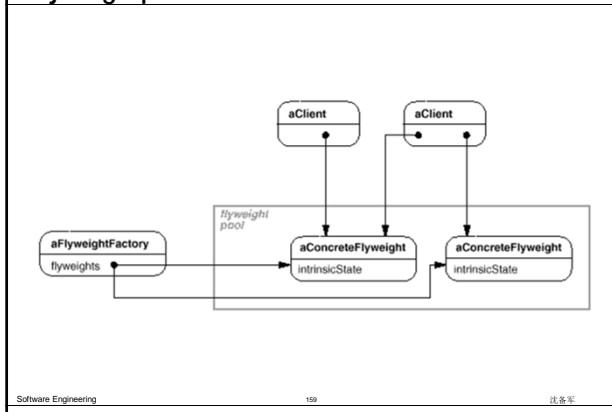 aClient
aClient
flyweight
pool
aFlyweightFactory
flyweights
aConcreteFlyweight
intrinsicState
aConcreteFlyweight
intrinsicState
Software Engineering
159
沈备军